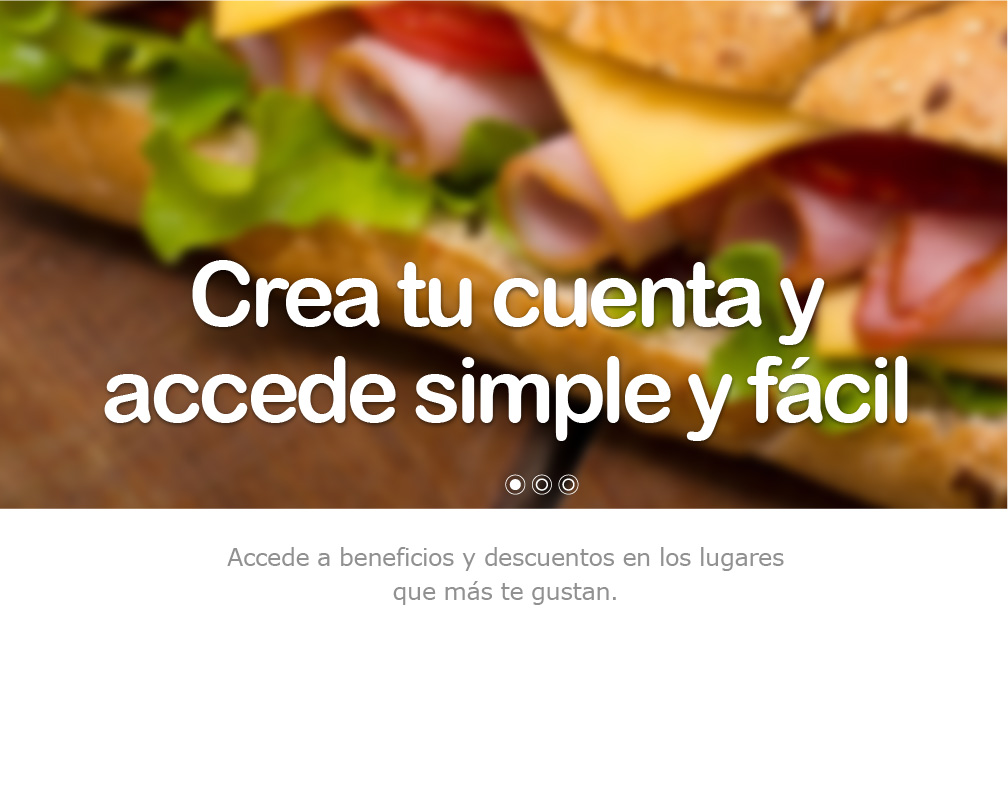 Crea tu cuenta y
accede simple y fácil
Accede a beneficios y descuentos en los lugares
que más te gustan.